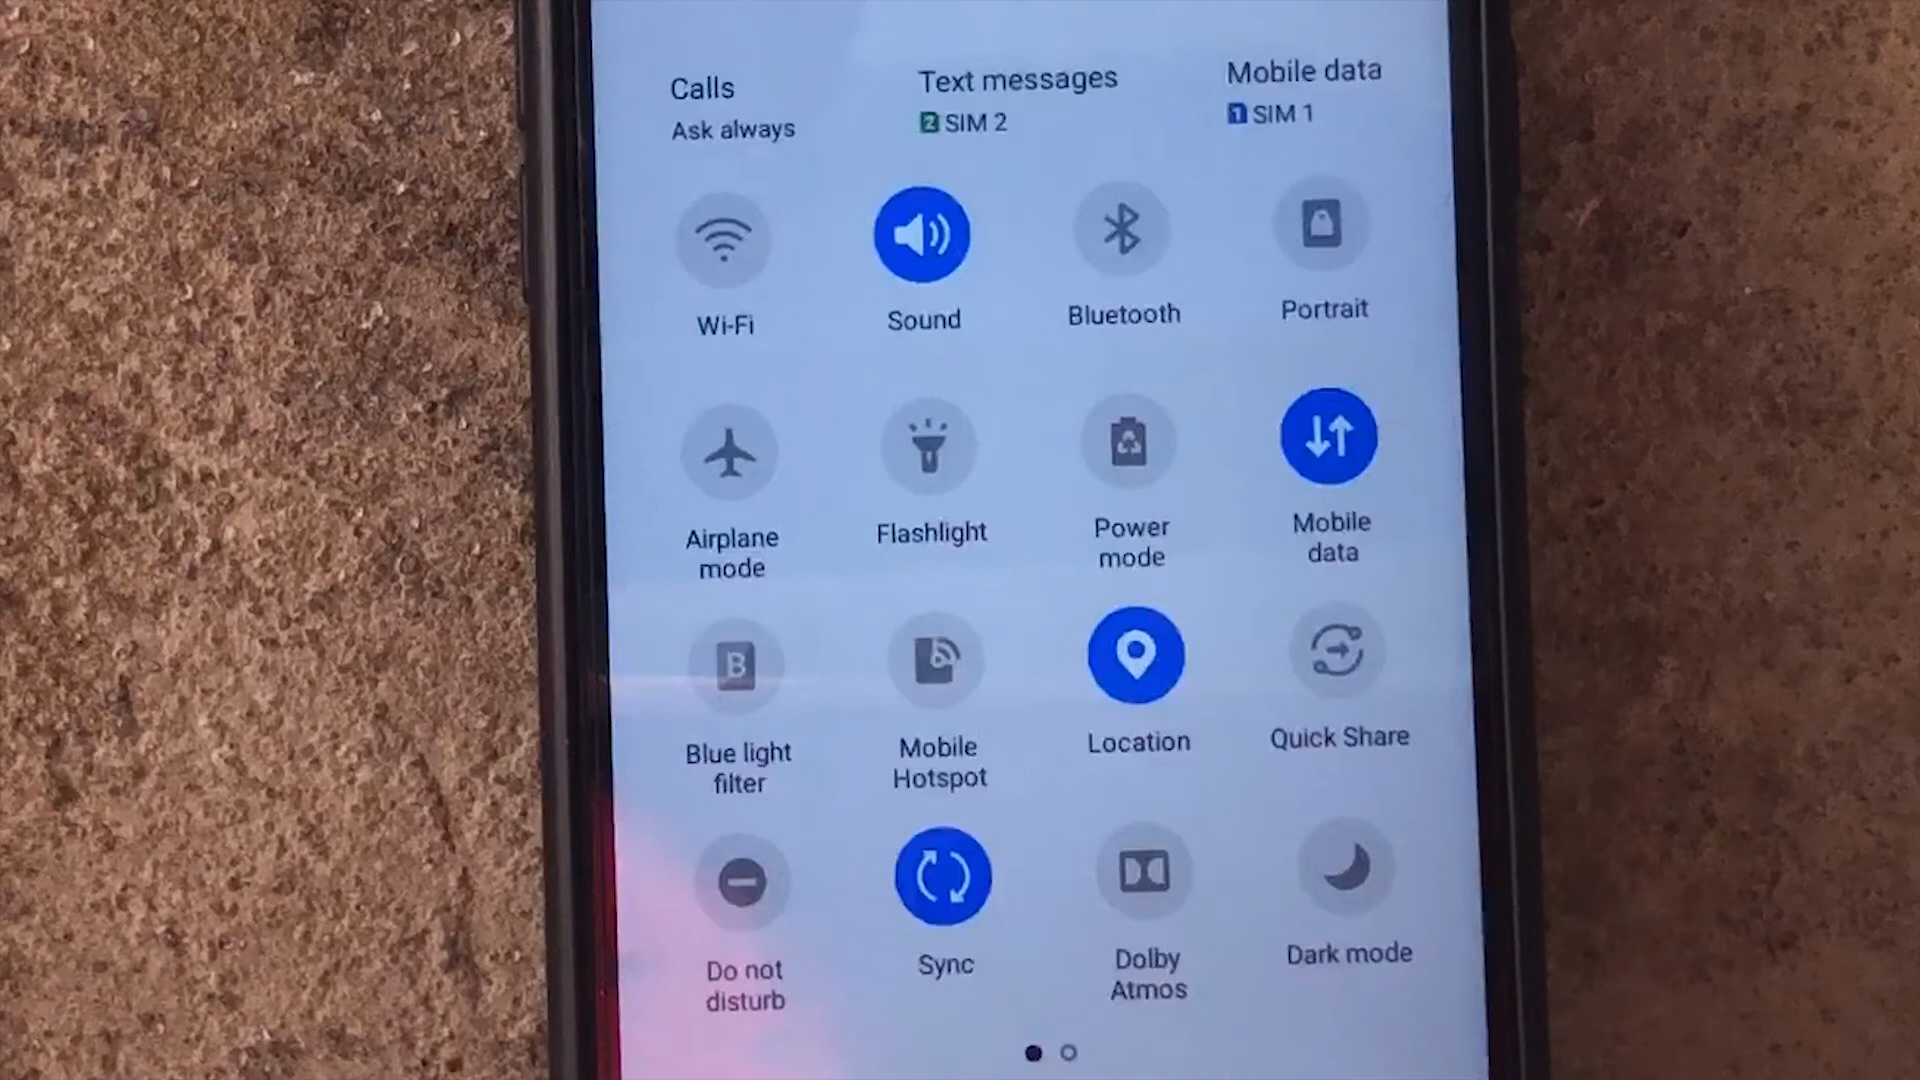 Calls
Text messages
Mobile data
Ask always
2 SIM 2
1 SIM 1
Wi-Fi
Sound
Bluetooth
Portrait
Airplane
mode
Flashlight
Power
mode
Mobile
data
B
Blue light
filter
Mobile
Hotspot
Location
Quick Share
Do not
disturb
Sync
Dolby
Atmos
Dark mode